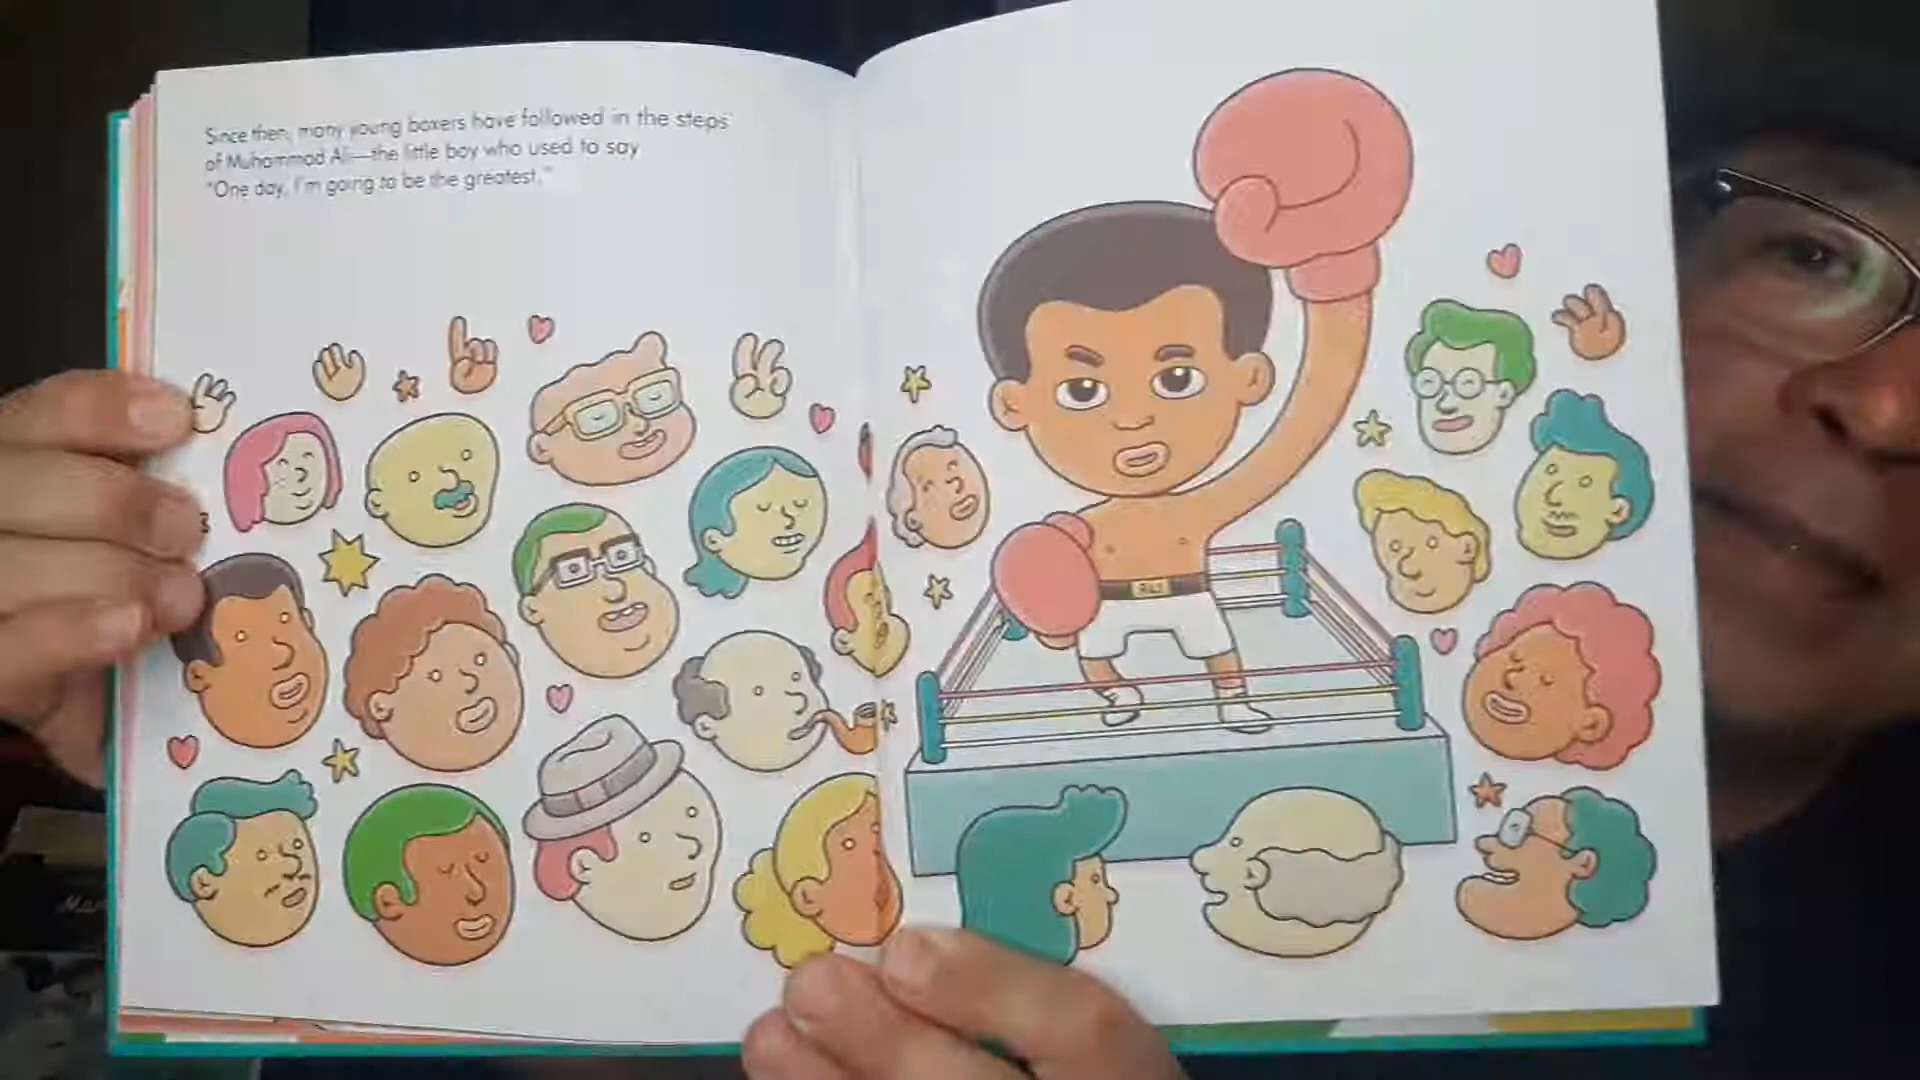 Since then, many young boxers have followed in the steps
of Muhammad Ali—the little boy who used to say
"One day, I'm going to be the greatest."
ALI